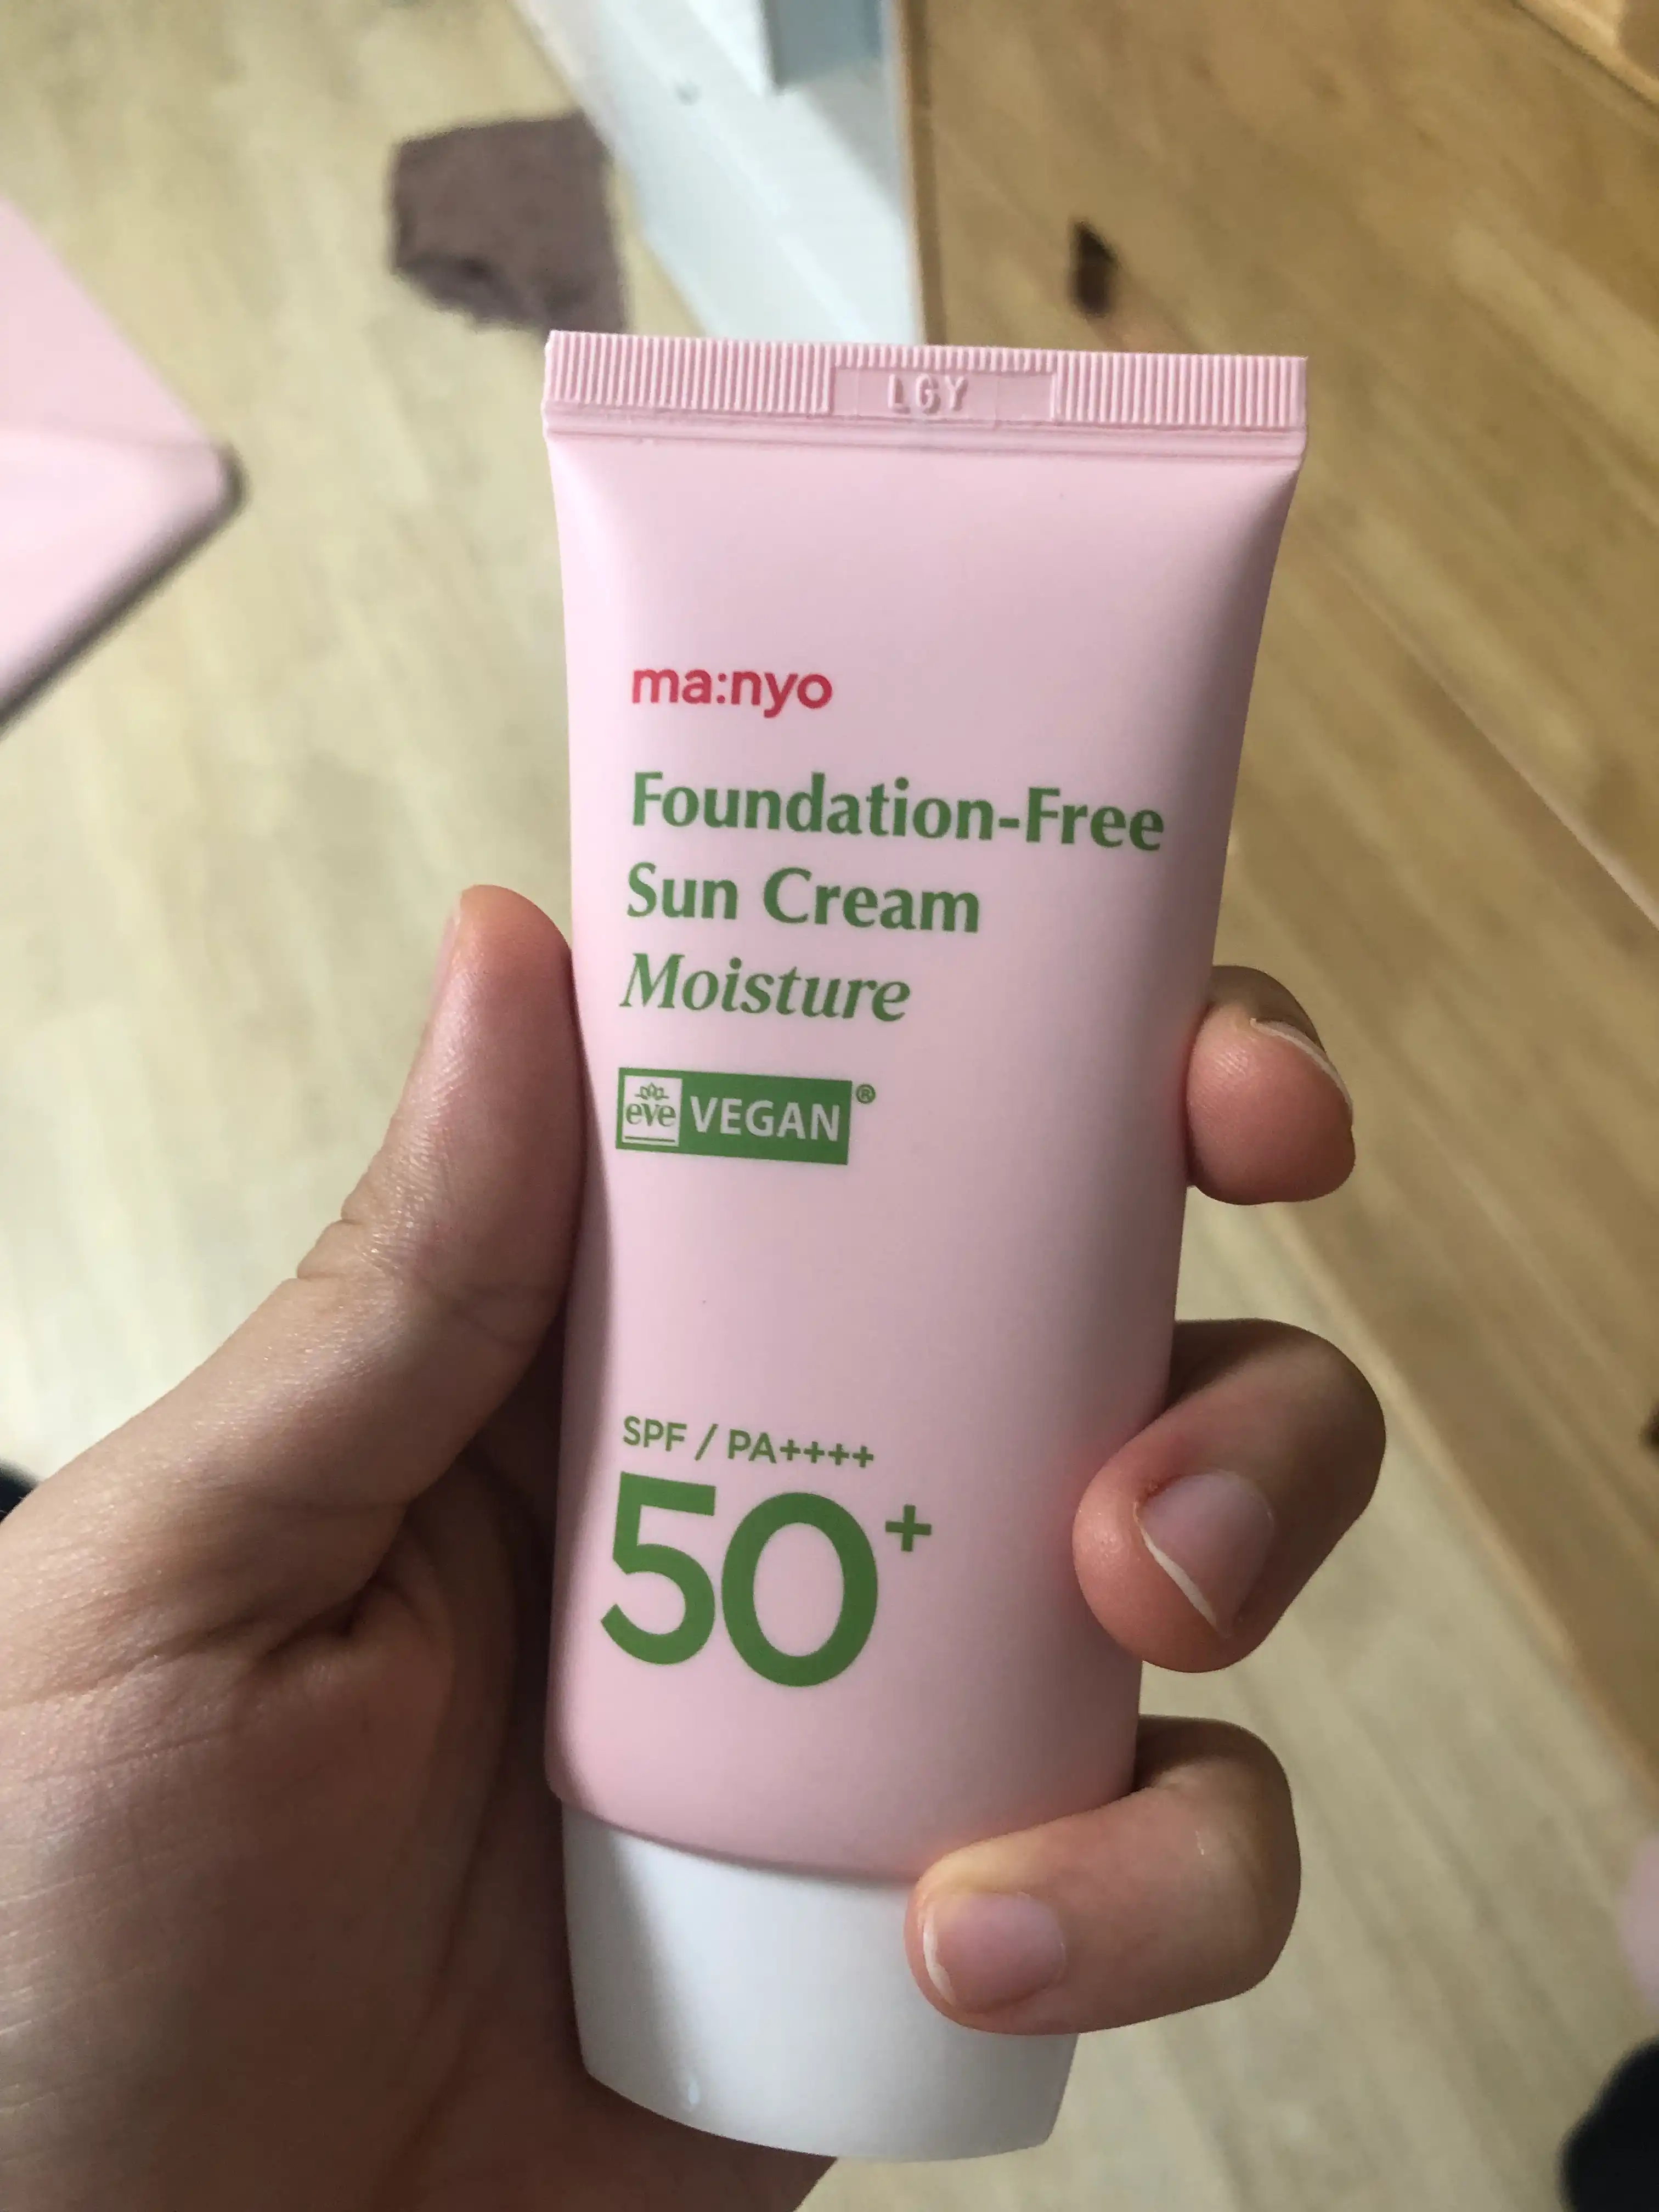 LGY
ma:nyo
Foundation-Free
Sun Cream
Moisture
eve VEGAN®
SPF / PA++++
50+